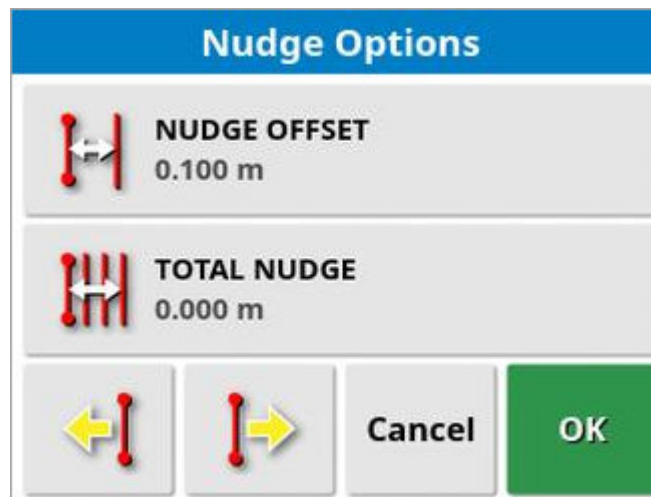 Nudge Options
NUDGE OFFSET
0.100 m
TOTAL NUDGE
0.000 m
Cancel
OK